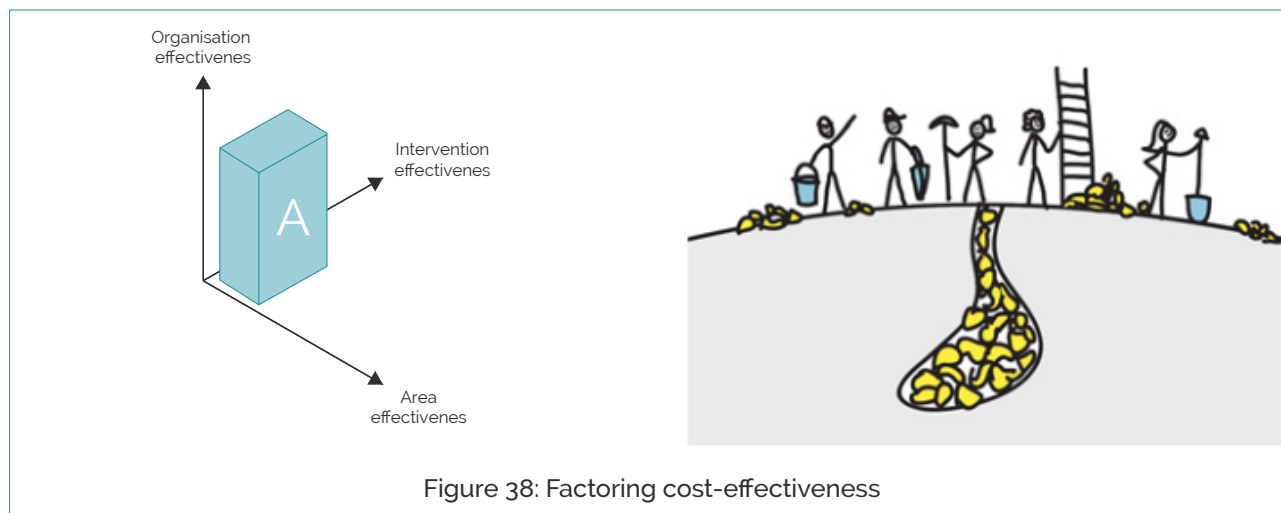 Organisation
effectivenes
Intervention
effectivenes
A
Area
effectivenes
Figure 38: Factoring cost-effectiveness